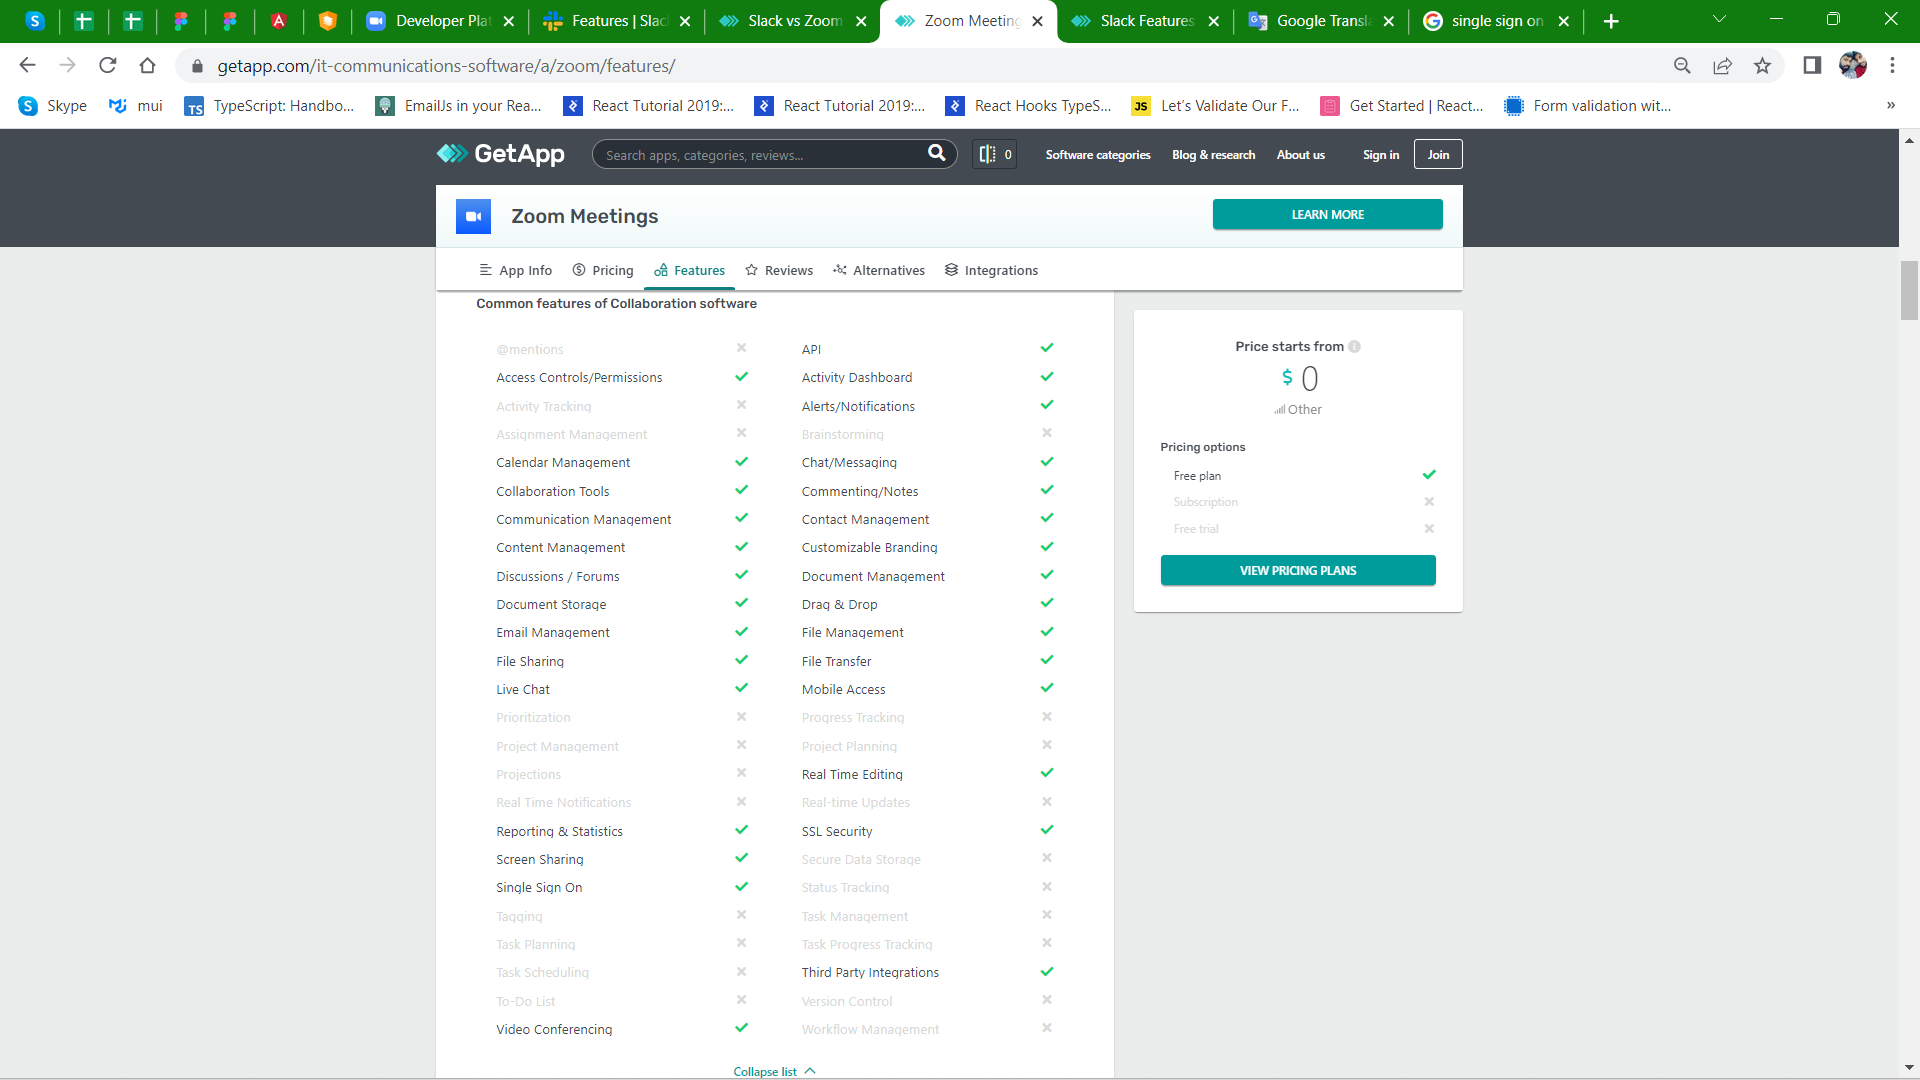 Developer Plat
Features | Slac
Slack vs Zoom
Zoom Meeting
Slack Features
Google Transla
single sign on
getapp.com/it-communications-software/a/zoom/features/
Skype
mui
TypeScript: Handbo...
EmailJs in your Rea...
React Tutorial 2019:...
React Tutorial 2019:...
React Hooks TypeS...
Let's Validate Our F...
Get Started | React...
Form validation wit...
»
GetApp
Search apps, categories, reviews...
0
Software categories
Blog & research
About us
Sign in
Join
Zoom Meetings
LEARN MORE
App Info
Pricing
Features
Reviews
Alternatives
Integrations
Common features of Collaboration software
@mentions
API
Access Controls/Permissions
Activity Dashboard
Activity Tracking
Alerts/Notifications
Assignment Management
Brainstorming
Calendar Management
Chat/Messaging
Collaboration Tools
Commenting/Notes
Communication Management
Contact Management
Content Management
Customizable Branding
Discussions / Forums
Document Management
Document Storage
Drag & Drop
Email Management
File Management
File Sharing
File Transfer
Live Chat
Mobile Access
Prioritization
Progress Tracking
Project Management
Project Planning
Projections
Real Time Editing
Real Time Notifications
Real-time Updates
Reporting & Statistics
SSL Security
Screen Sharing
Secure Data Storage
Single Sign On
Status Tracking
Tagging
Task Management
Task Planning
Task Progress Tracking
Task Scheduling
Third Party Integrations
To-Do List
Version Control
Video Conferencing
Workflow Management
Collapse list
Price starts from
$ 0
Other
Pricing options
Free plan
Subscription
Free trial
VIEW PRICING PLANS